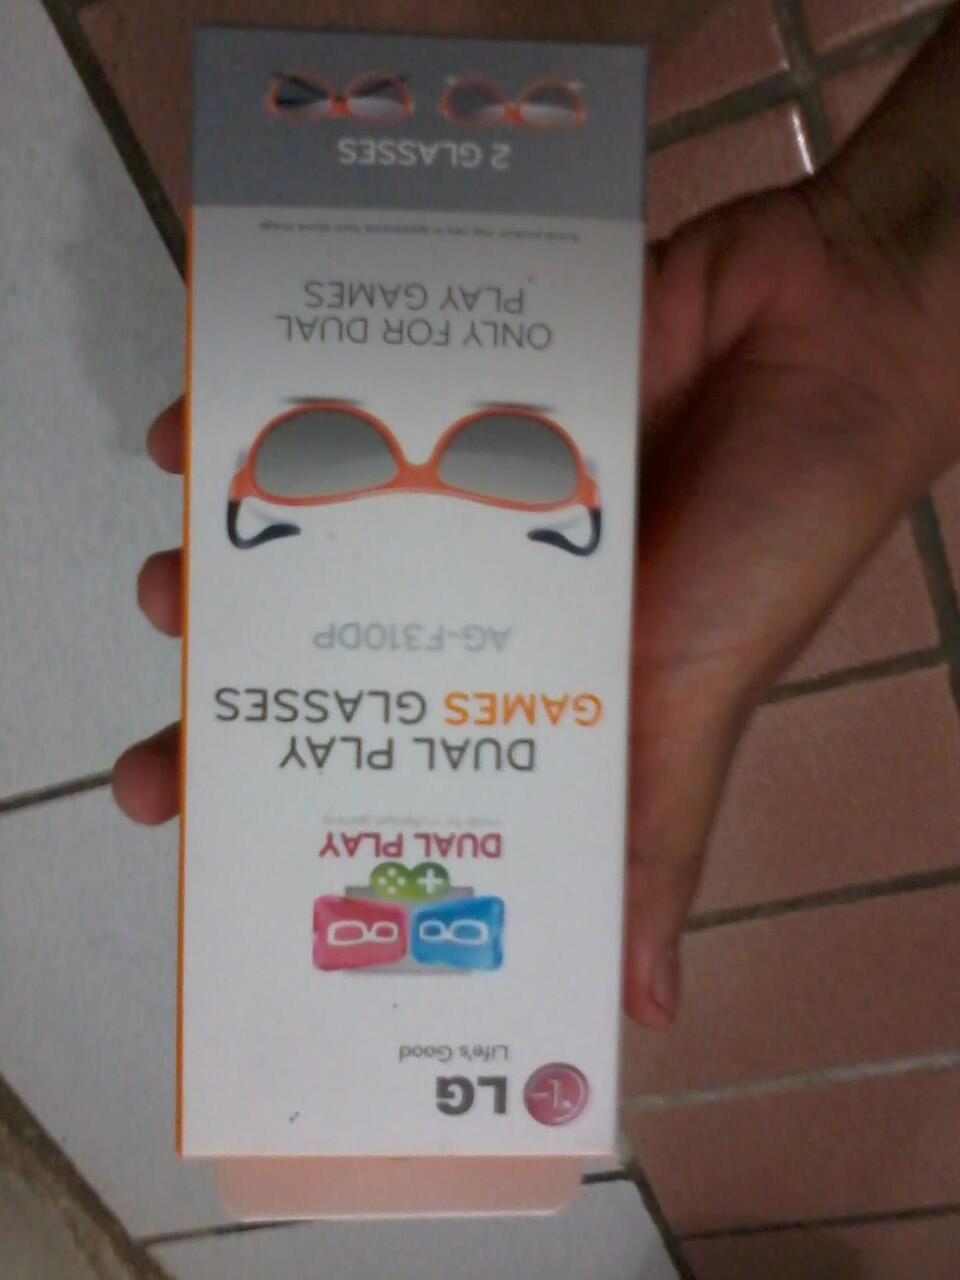 LG
Life's Good
DUAL PLAY
DUAL PLAY
GAMES GLASSES
AG-F310DP
ONLY FOR DUAL
PLAY GAMES
2 GLASSES